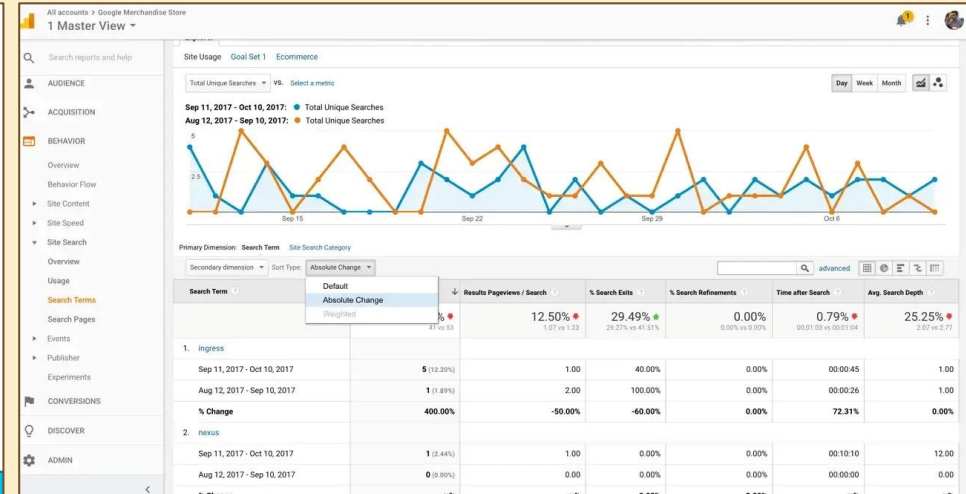 All accounts > Google Merchandise Store
1 Master View
Search reports and help
AUDIENCE
ACQUISITION
BEHAVIOR
Overview
Behavior Flow
Site Content
Site Speed
Site Search
Overview
Usage
Search Terms
Search Pages
Events
Publisher
Experiments
CONVERSIONS
DISCOVER
ADMIN
Site Usage Goal Set 1 Ecommerce
Total Unique Searches VS. Select a metric
Day Week Month
Sep 11, 2017 - Oct 10, 2017: Total Unique Searches
Aug 12, 2017 - Sep 10, 2017: Total Unique Searches
5
2.5
Sep 15 Sep 22 Sep 29 Oct 6
Primary Dimension: Search Term Site Search Category
Secondary dimension Sort Type: Absolute Change
advanced
Default
Absolute Change
Weighted
Search Term Results Pageviews / Search % Search Exits % Search Refinements Time after Search Avg. Search Depth
% 12.50% 29.49% 0.00% 0.79% 25.25%
41 vs 53 1.07 vs 1.23 29.27% vs 41.51% 0.00% vs 0.00% 00:01:03 vs 00:01:04 2.07 vs 2.77
1. ingress
Sep 11, 2017 - Oct 10, 2017 5 (12.20%) 1.00 40.00% 0.00% 00:00:45 1.00
Aug 12, 2017 - Sep 10, 2017 1 (1.89%) 2.00 100.00% 0.00% 00:00:26 1.00
% Change 400.00% -50.00% -60.00% 0.00% 72.31% 0.00%
2. nexus
Sep 11, 2017 - Oct 10, 2017 1 (2.44%) 1.00 0.00% 0.00% 00:10:10 12.00
Aug 12, 2017 - Sep 10, 2017 0 (0.00%) 0.00 0.00% 0.00% 00:00:00 0.00